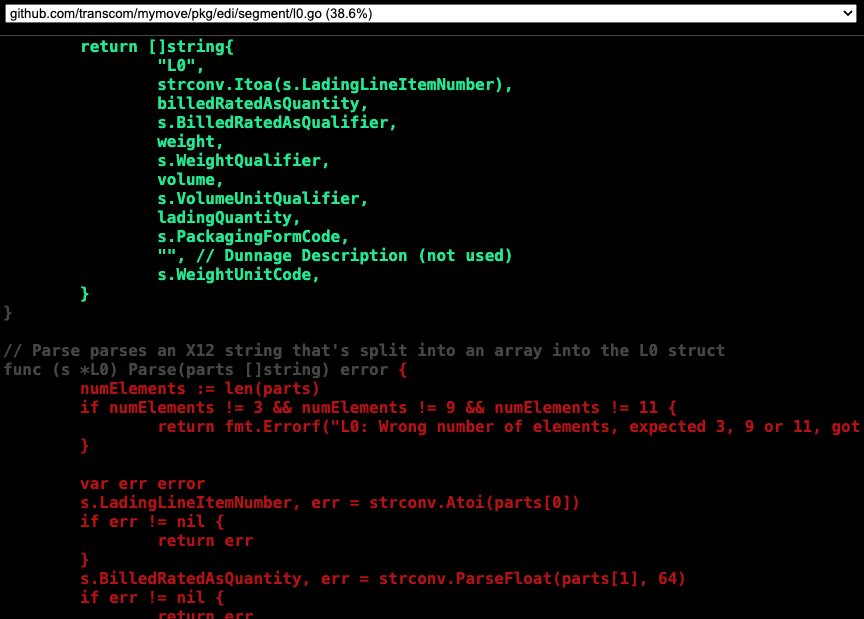 github.com/transcom/mymove/pkg/edi/segment/l0.go (38.6%)
return []string{
"L0",
strconv.Itoa(s.LadingLineItemNumber),
billedRatedAsQuantity,
s.BilledRatedAsQualifier,
weight,
s.WeightQualifier,
volume,
s.VolumeUnitQualifier,
ladingQuantity,
s.PackagingFormCode,
"", // Dunnage Description (not used)
s.WeightUnitCode,
}
}
// Parse parses an X12 string that's split into an array into the L0 struct
func (s *L0) Parse(parts []string) error {
numElements := len(parts)
if numElements != 3 && numElements != 9 && numElements != 11 {
return fmt.Errorf("L0: Wrong number of elements, expected 3, 9 or 11, got
}
var err error
s.LadingLineItemNumber, err = strconv.Atoi(parts[0])
if err != nil {
return err
}
s.BilledRatedAsQuantity, err = strconv.ParseFloat(parts[1], 64)
if err != nil {
return err